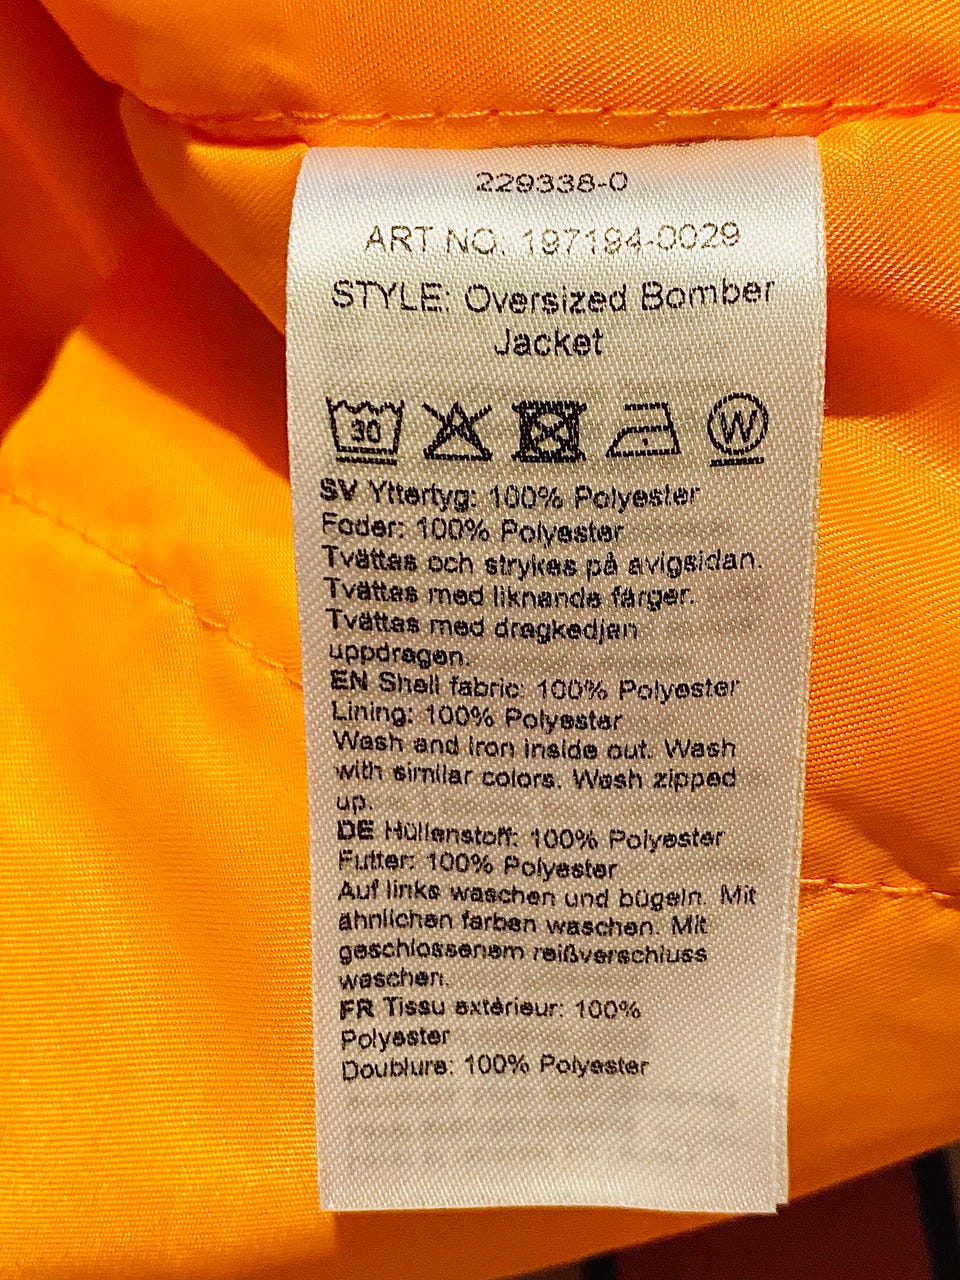 229338-0
ART NO. 197194-0029
STYLE: Oversized Bomber
Jacket
30 W
SV Yttertyg: 100% Polyester
Foder: 100% Polyester
Tvättas och strykes på avigsidan.
Tvättas med liknande färger.
Tvättas med dragkedjan
uppdragen.
EN Shell fabric: 100% Polyester
Lining: 100% Polyester
Wash and iron inside out. Wash
with similar colors. Wash zipped
up.
DE Hüllenstoff: 100% Polyester
Futter: 100% Polyester
Auf links waschen und bügeln. Mit
ähnlichen farben waschen. Mit
geschlossenem reißverschluss
waschen.
FR Tissu extérieur: 100%
Polyester
Doublure: 100% Polyester